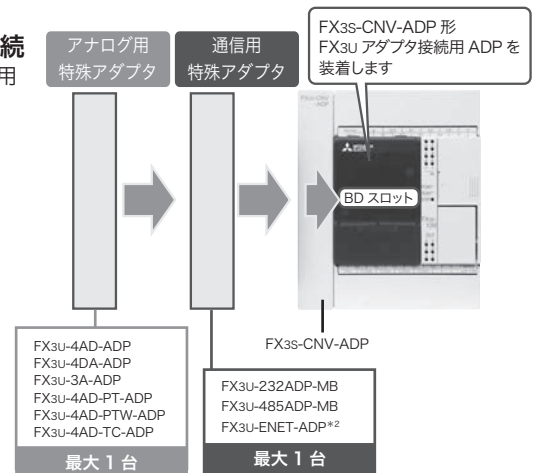 続
用
アナログ用
特殊アダプタ
通信用
特殊アダプタ
FX3S-CNV-ADP 形
FX3U アダプタ接続用 ADP を
装着します
FX3S-CNV
-ADP
MITSUBISHI
BD スロット
FX3S-CNV-ADP
FX3U-4AD-ADP
FX3U-4DA-ADP
FX3U-3A-ADP
FX3U-4AD-PT-ADP
FX3U-4AD-PTW-ADP
FX3U-4AD-TC-ADP
最大 1 台
FX3U-232ADP-MB
FX3U-485ADP-MB
FX3U-ENET-ADP*2
最大 1 台